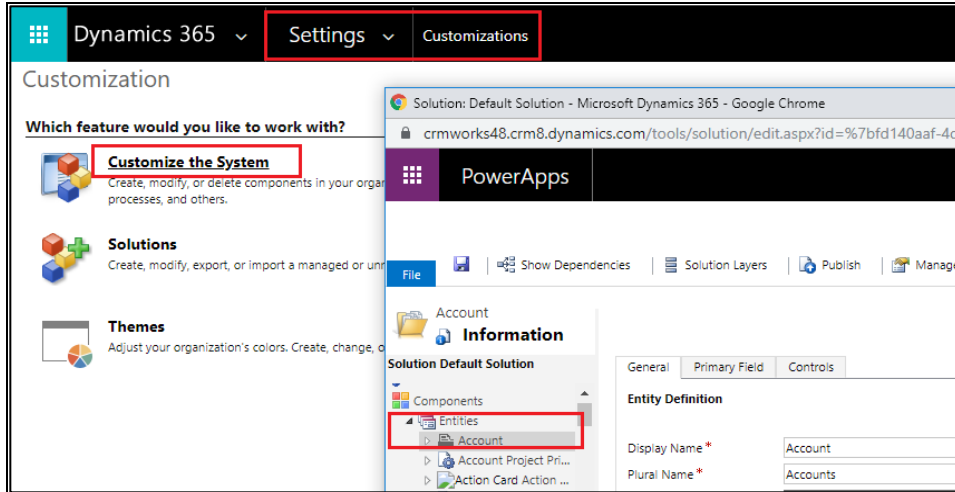 Dynamics 365 Settings Customizations
Customization
Which feature would you like to work with?
Customize the System
Create, modify, or delete components in your orga
processes, and others.
Solutions
Create, modify, export, or import a managed or unr
Themes
Adjust your organization's colors. Create, change, o
Solution: Default Solution - Microsoft Dynamics 365 - Google Chrome
crmworks48.crm8.dynamics.com/tools/solution/edit.aspx?id=%7bfd140aaf-4c
PowerApps
File Show Dependencies Solution Layers Publish Manage
Account
Information
Solution Default Solution
Components
Entities
Account
Account Project Pri...
Action Card Action ...
General Primary Field Controls
Entity Definition
Display Name* Account
Plural Name* Accounts